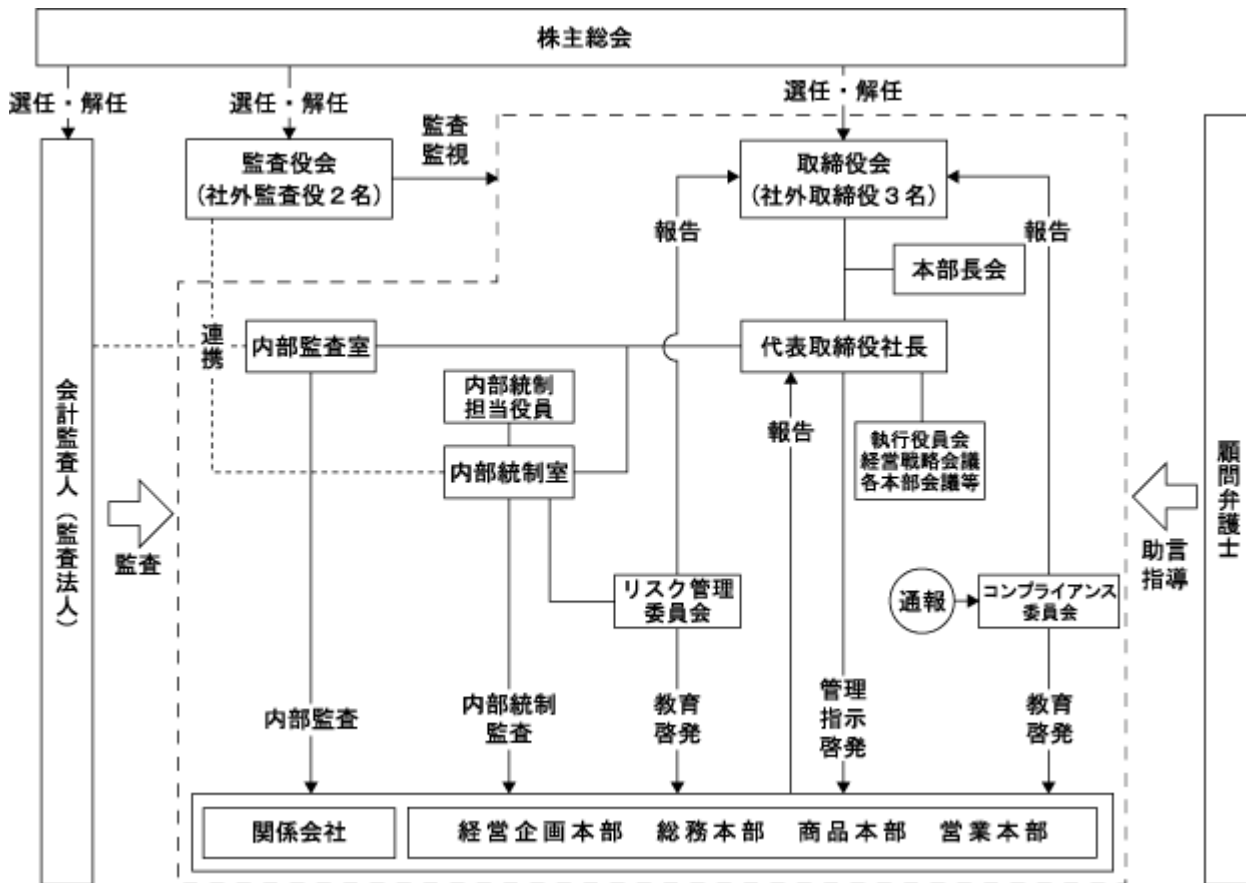 株主総会
選任・解任
選任・解任
選任・解任
監査
監視
監査役会
(社外監査役２名)
取締役会
(社外取締役３名)
報告
報告
本部長会
連携
内部監査室
代表取締役社長
内部統制
担当役員
報告
執行役員会
経営戦略会議
各本部会議等
内部統制室
会計監査人（監査法人）
監査
顧問弁護士
助言
指導
リスク管理
委員会
通報
コンプライアンス
委員会
内部監査
内部統制
監査
教育
啓発
管理
指示
啓発
教育
啓発
関係会社
経営企画本部 総務本部 商品本部 営業本部